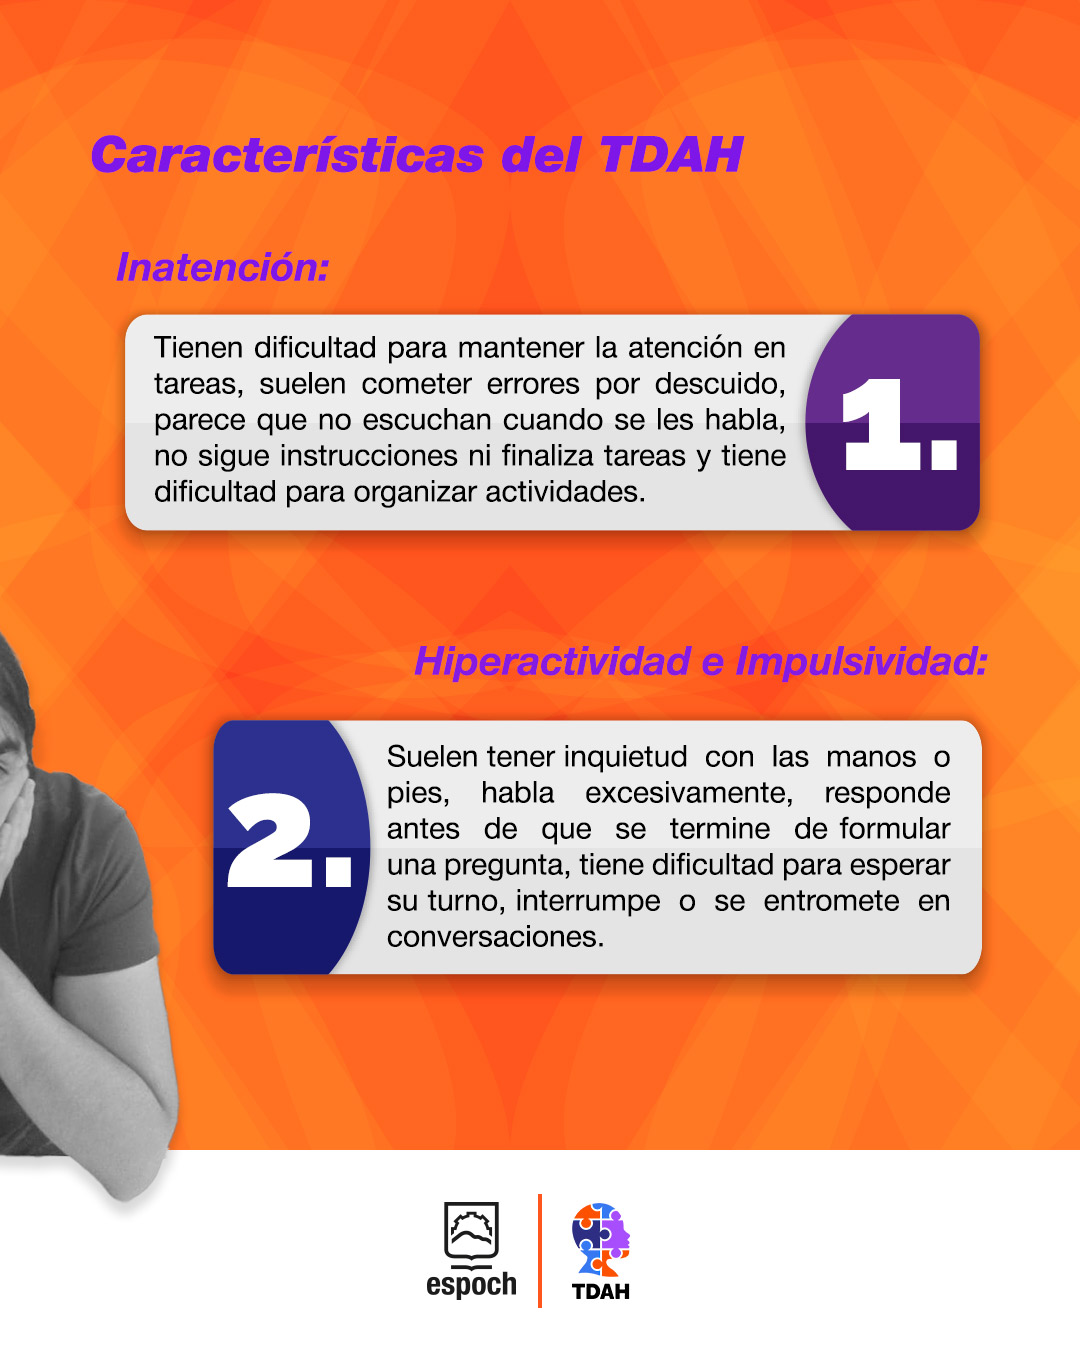 Características del TDAH
Inatención:
Tienen dificultad para mantener la atención en
tareas, suelen cometer errores por descuido,
parece que no escuchan cuando se les habla,
no sigue instrucciones ni finaliza tareas y tiene
dificultad para organizar actividades.
1.
Hiperactividad e Impulsividad:
2.
Suelen tener inquietud con las manos o
pies, habla excesivamente, responde
antes de que se termine de formular
una pregunta, tiene dificultad para esperar
su turno, interrumpe o se entromete en
conversaciones.
espoch
TDAH